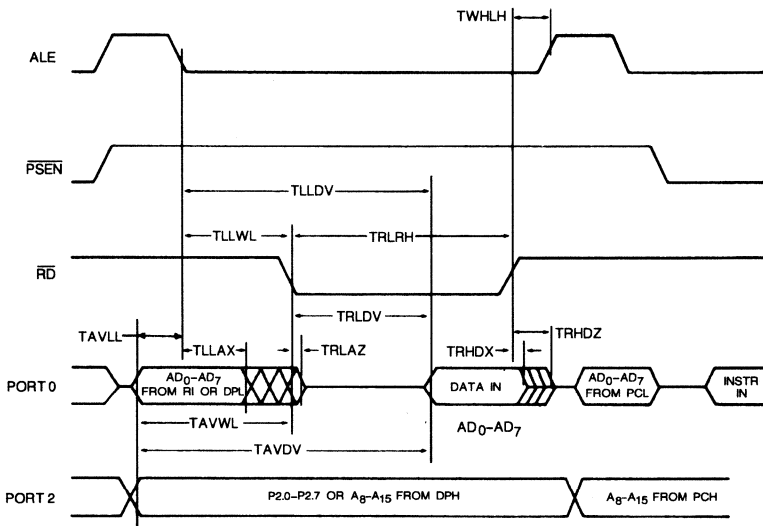 TWHLH
ALE
PSEN
TLLDV
TLLWL
TRLRH
RD
TRLDV
TAVLL
TLLAX
TRLAZ
TRHDX
TRHDZ
PORT 0
AD0–AD7
FROM RI OR DPL
DATA IN
AD0–AD7
FROM PCL
INSTR
IN
TAVWL
AD0–AD7
TAVDV
PORT 2
P2.0–P2.7 OR A8–A15 FROM DPH
A8–A15 FROM PCH